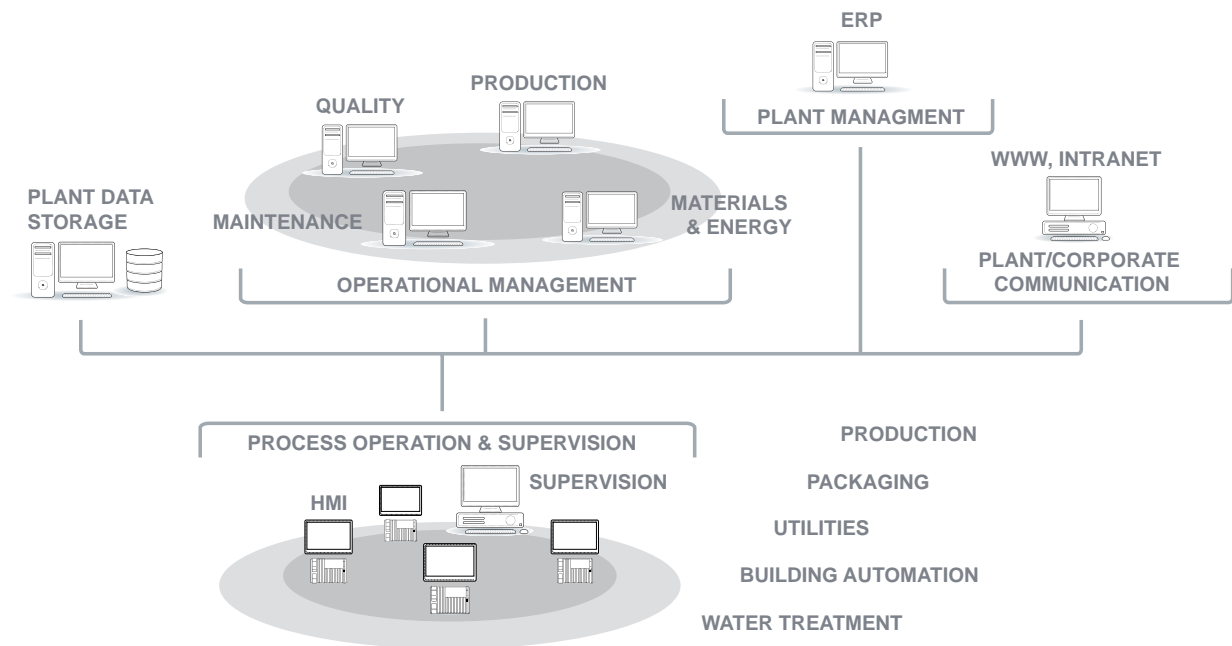 ERP
PRODUCTION
QUALITY
PLANT MANAGMENT
WWW, INTRANET
PLANT DATA
STORAGE
MAINTENANCE
MATERIALS
& ENERGY
PLANT/CORPORATE
COMMUNICATION
OPERATIONAL MANAGEMENT
PROCESS OPERATION & SUPERVISION
PRODUCTION
SUPERVISION
PACKAGING
HMI
UTILITIES
BUILDING AUTOMATION
WATER TREATMENT